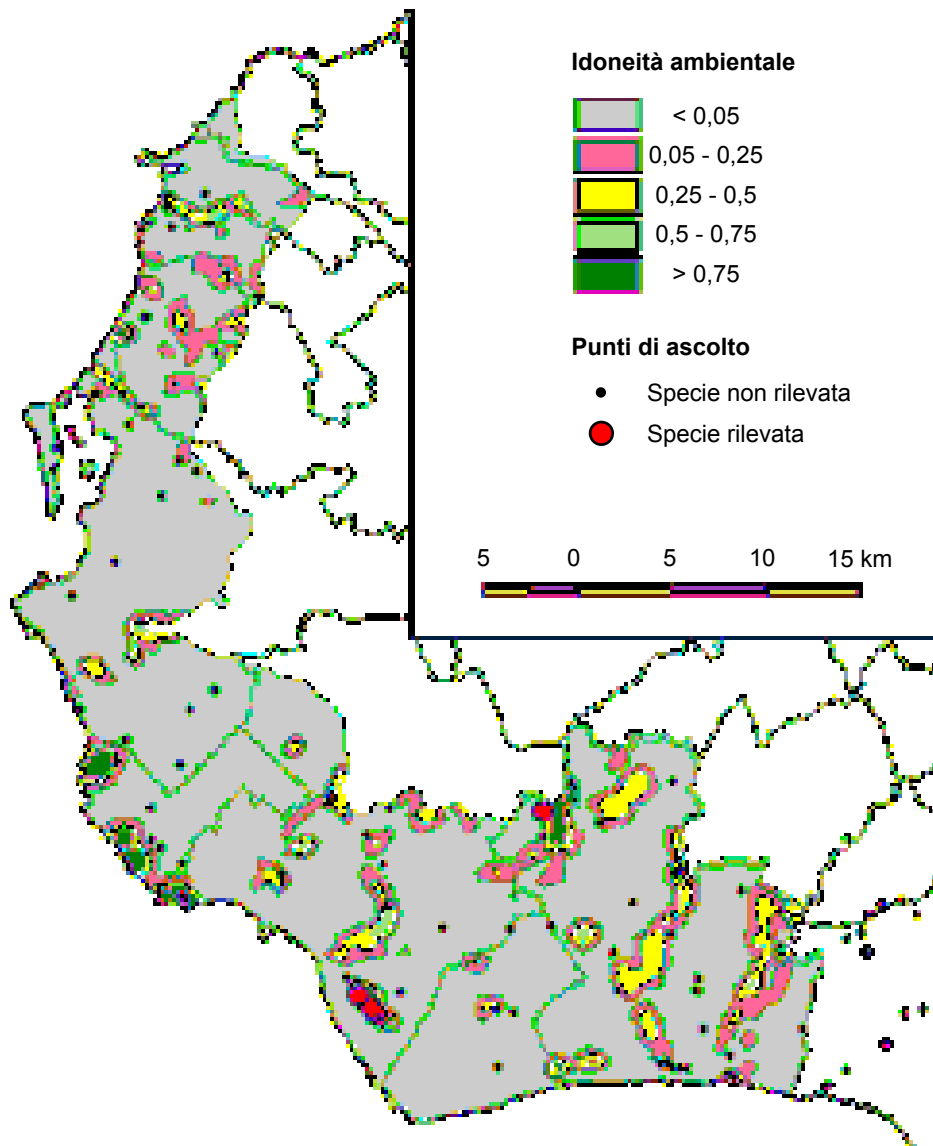 Idoneità ambientale
< 0,05
0,05 - 0,25
0,25 - 0,5
0,5 - 0,75
> 0,75
Punti di ascolto
Specie non rilevata
Specie rilevata
5 0 5 10 15 km